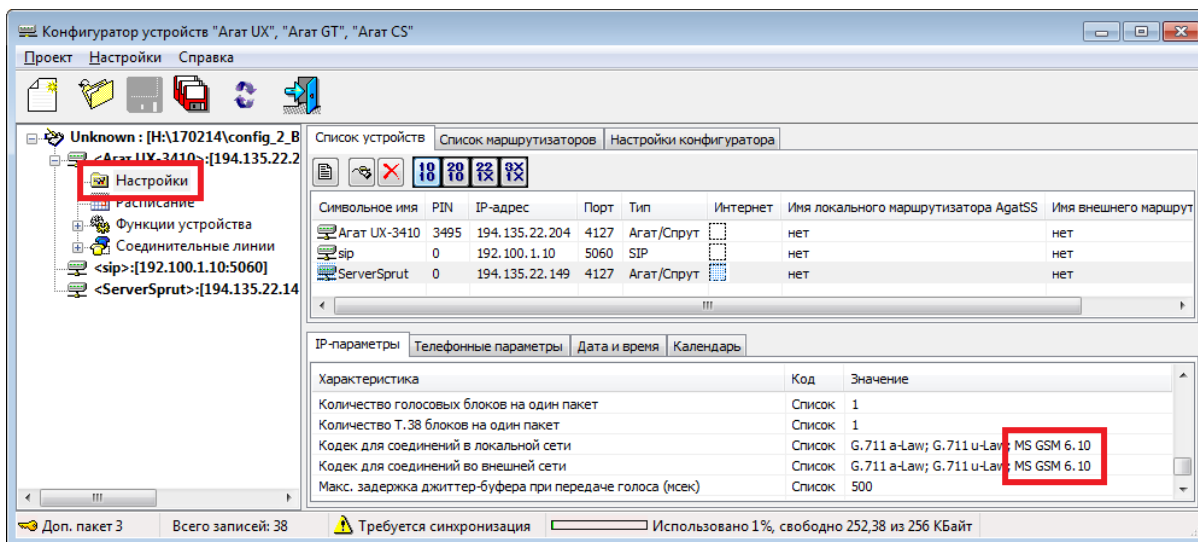 Конфигуратор устройств "Агат UX", "Агат GT", "Агат CS"
Проект Настройки Справка
Unknown : [H:\170214\config_2_B
<Агат UX-3410>:[194.135.22.2
Настройки
Расписание
Функции устройства
Соединительные линии
<sip>:[192.100.1.10:5060]
<ServerSprut>:[194.135.22.14
Список устройств Список маршрутизаторов Настройки конфигуратора
Символьное имя PIN IP-адрес Порт Тип Интернет Имя локального маршрутизатора AgatSS Имя внешнего маршрут
Агат UX-3410 3495 194.135.22.204 4127 Агат/Спрут нет нет
sip 0 192.100.1.10 5060 SIP нет нет
ServerSprut 0 194.135.22.149 4127 Агат/Спрут нет нет
IP-параметры Телефонные параметры Дата и время Календарь
Характеристика Код Значение
Количество голосовых блоков на один пакет Список 1
Количество T.38 блоков на один пакет Список 1
Кодек для соединений в локальной сети Список G.711 a-Law; G.711 u-Law; MS GSM 6.10
Кодек для соединений во внешней сети Список G.711 a-Law; G.711 u-Law; MS GSM 6.10
Макс. задержка джиттер-буфера при передаче голоса (мсек) Список 500
Доп. пакет 3 Всего записей: 38 Требуется синхронизация Использовано 1%, свободно 252,38 из 256 КБайт